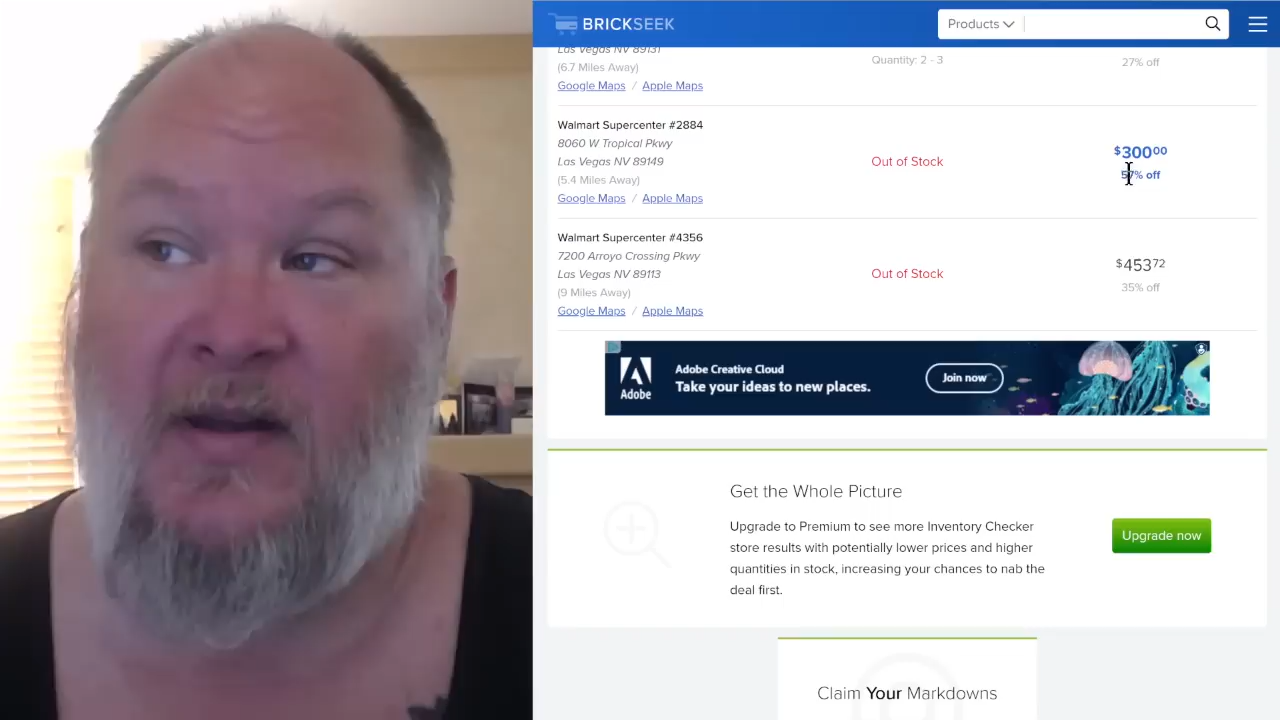 BRICKSEEK
Products
Las Vegas NV 89131
(6.7 Miles Away)
Google Maps / Apple Maps
Quantity: 2 - 3
27% off
Walmart Supercenter #2884
8060 W Tropical Pkwy
Las Vegas NV 89149
(5.4 Miles Away)
Google Maps / Apple Maps
Out of Stock
$300 00
57% off
Walmart Supercenter #4356
7200 Arroyo Crossing Pkwy
Las Vegas NV 89113
(9 Miles Away)
Google Maps / Apple Maps
Out of Stock
$453 72
35% off
Adobe
Adobe Creative Cloud
Take your ideas to new places.
Join now
Get the Whole Picture
Upgrade to Premium to see more Inventory Checker
store results with potentially lower prices and higher
quantities in stock, increasing your chances to nab the
deal first.
Upgrade now
Claim Your Markdowns